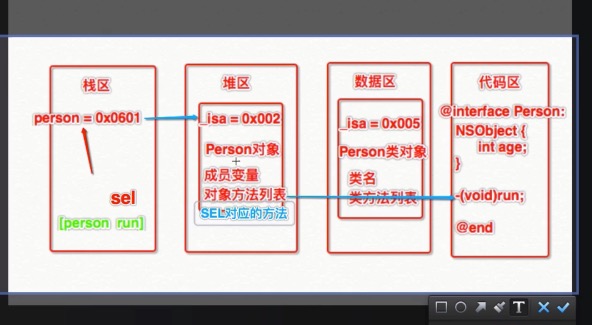 栈区
person = 0x0601
sel
[person run]
堆区
_isa = 0x002
Person对象
成员变量
对象方法列表
SEL对应的方法
数据区
_isa = 0x005
Person类对象
类名
类方法列表
代码区
@interface Person:
NSObject {
int age;
}
-(void)run;
@end
T